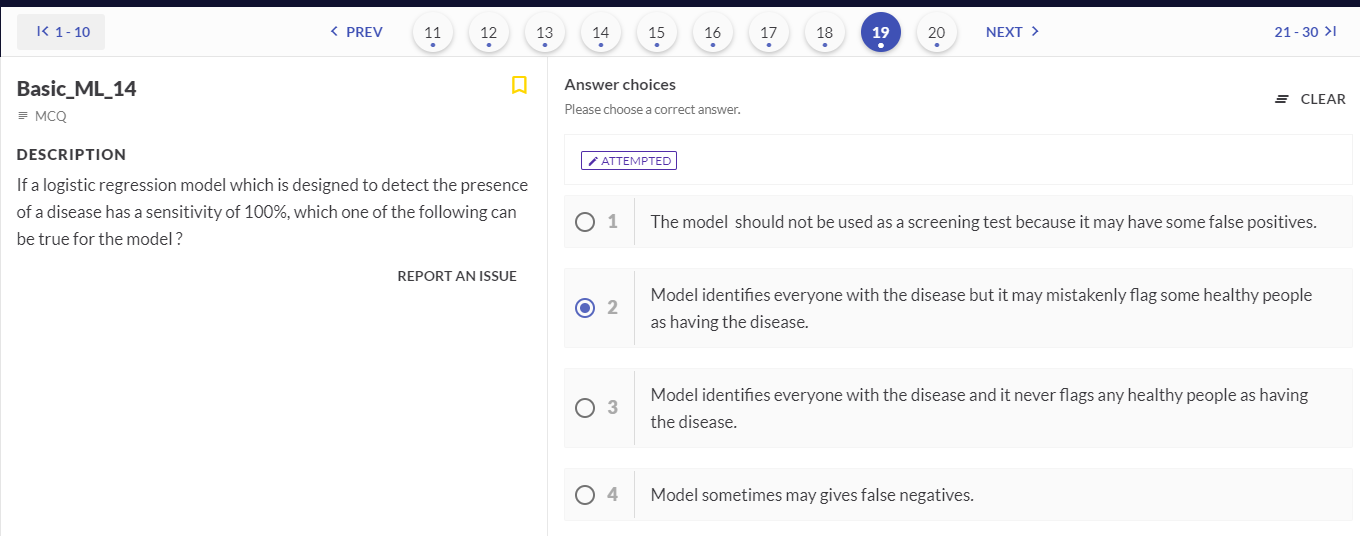 1 - 10 PREV 11 12 13 14 15 16 17 18 19 20 NEXT 21 - 30
Basic_ML_14
MCQ
DESCRIPTION
If a logistic regression model which is designed to detect the presence
of a disease has a sensitivity of 100%, which one of the following can
be true for the model ?
REPORT AN ISSUE
Answer choices
Please choose a correct answer.
CLEAR
ATTEMPTED
1 The model should not be used as a screening test because it may have some false positives.
2 Model identifies everyone with the disease but it may mistakenly flag some healthy people
as having the disease.
3 Model identifies everyone with the disease and it never flags any healthy people as having
the disease.
4 Model sometimes may gives false negatives.